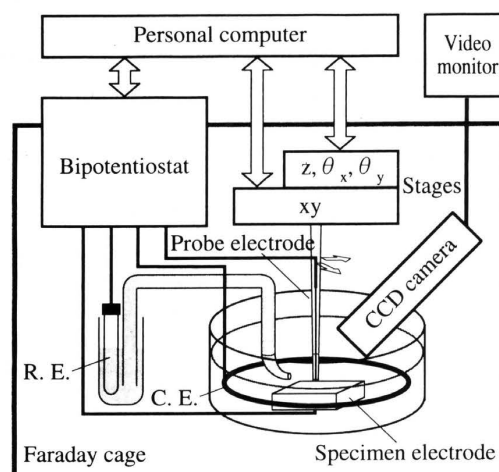 Personal computer
Video
monitor
Bipotentiostat
z, θx, θy
Stages
xy
Probe electrode
CCD camera
R. E.
C. E.
Faraday cage
Specimen electrode